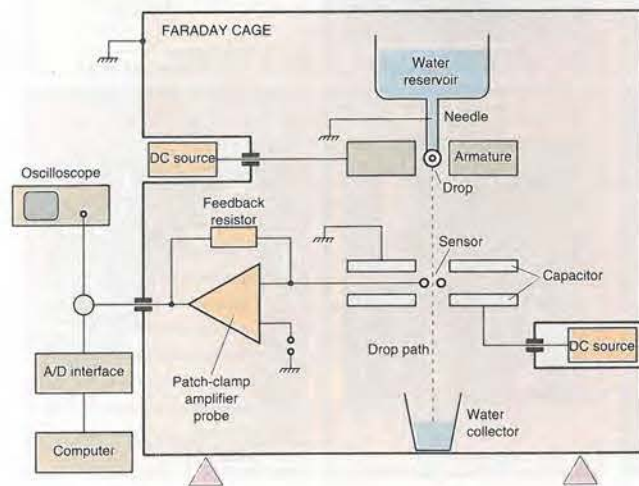 FARADAY CAGE
Water
reservoir
Needle
DC source
Armature
Drop
Oscilloscope
Feedback
resistor
Sensor
Capacitor
DC source
Drop path
A/D interface
Patch-clamp
amplifier
probe
Water
collector
Computer